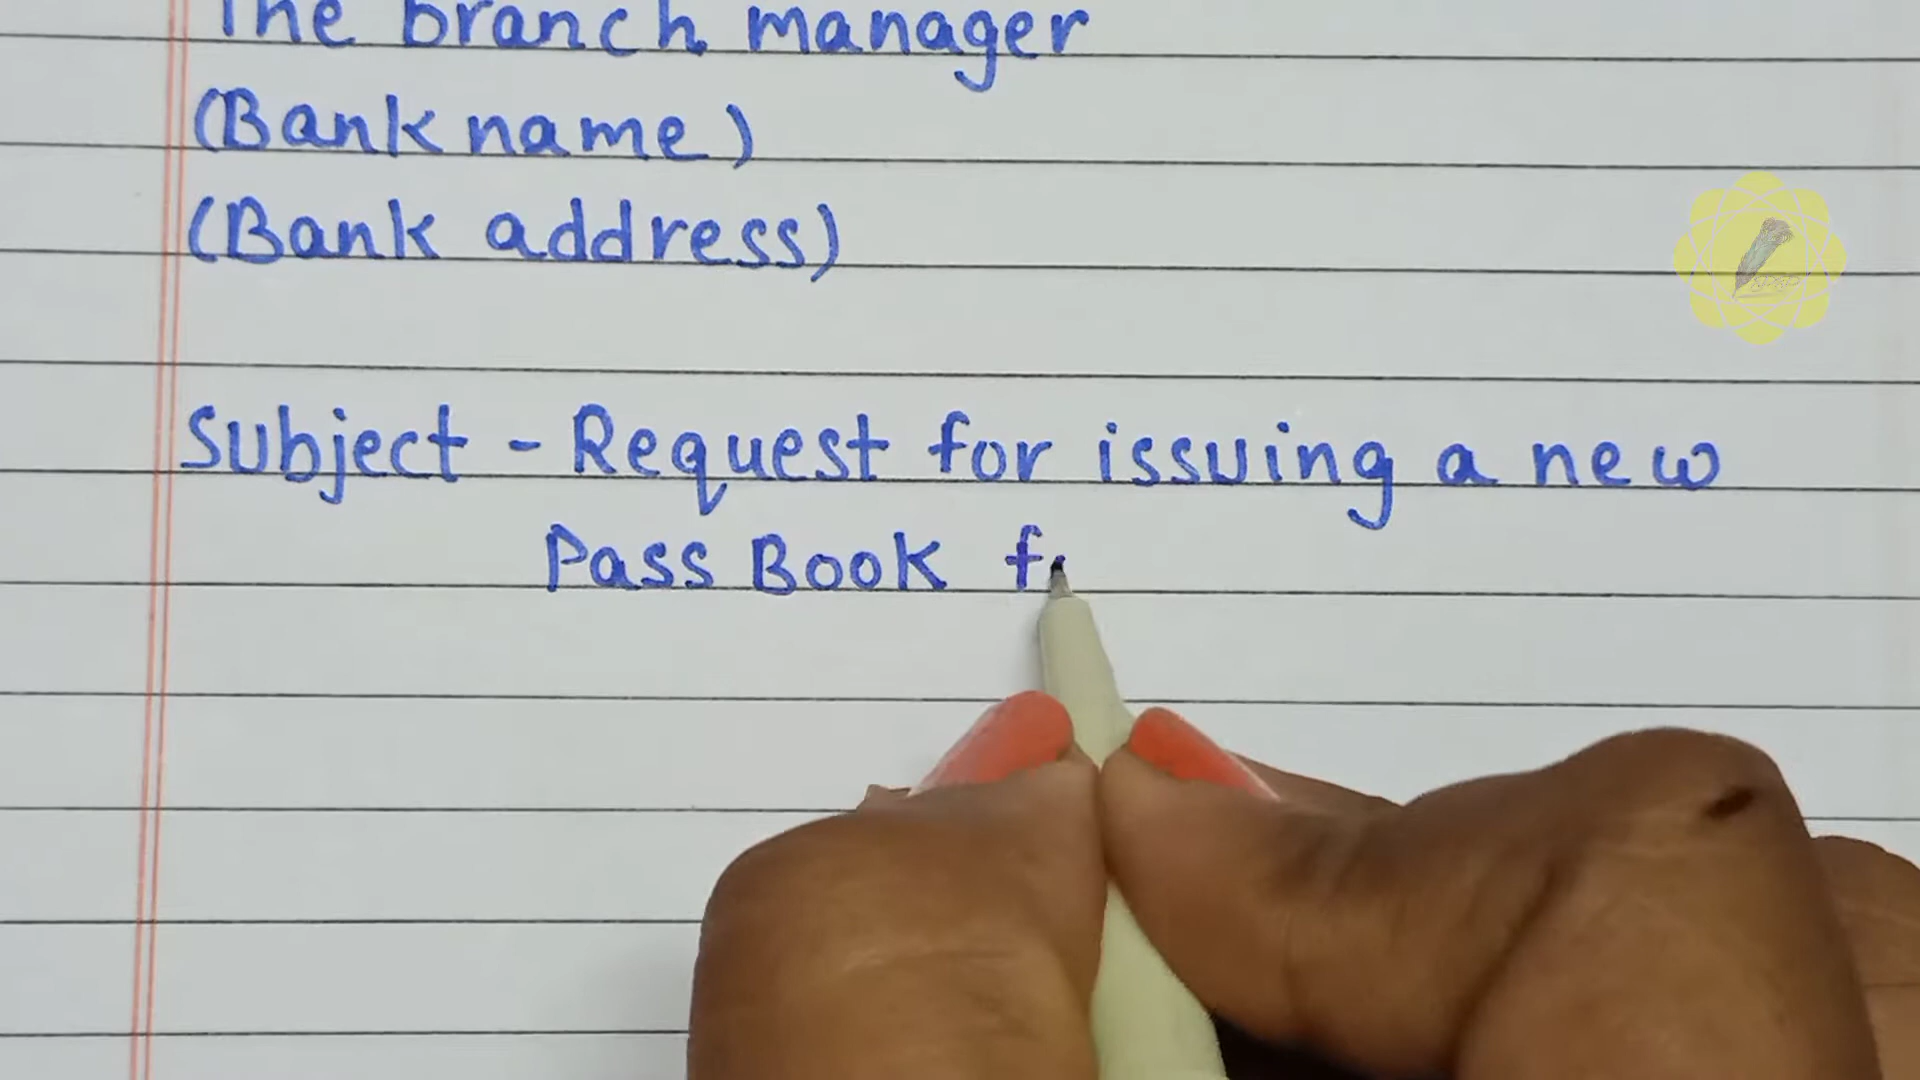 The branch manager
(Bank name)
(Bank address)
Subject - Request for issuing a new
Pass Book f